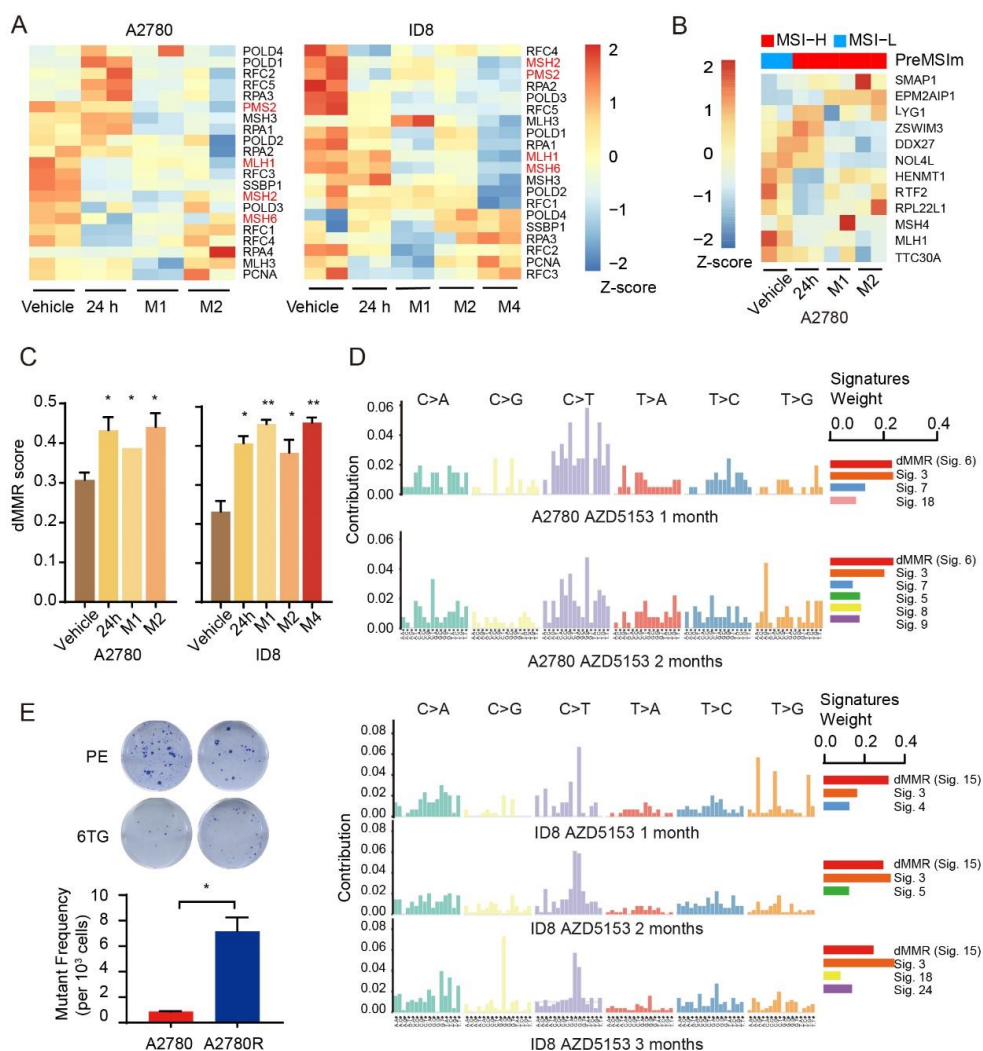 A
A2780
ID8
POLD4
POLD1
RFC2
RFC5
RPA3
PMS2
MSH3
RPA1
POLD2
RPA2
MLH1
RFC3
SSBP1
MSH2
POLD3
MSH6
RFC1
RFC4
RPA4
MLH3
PCNA
Vehicle 24 h M1 M2
RFC4
MSH2
PMS2
RPA2
POLD3
RFC5
MLH3
POLD1
RPA1
MLH1
MSH6
MSH3
POLD2
RFC1
POLD4
SSBP1
RPA3
RFC2
PCNA
RFC3
Vehicle 24 h M1 M2 M4
2
1
0
−1
−2
Z-score
B
MSI−H MSI−L
2
1
0
−1
−2
Z-score
PreMSIm
SMAP1
EPM2AIP1
LYG1
ZSWIM3
DDX27
NOL4L
HENMT1
RTF2
RPL22L1
MSH4
MLH1
TTC30A
Vehicle 24h M1 M2
A2780
C
dMMR score
0.5
0.4
0.3
0.2
0.1
0.0
* * *
* ** * **
Vehicle 24h M1 M2
A2780
Vehicle 24h M1 M2 M4
ID8
D
C>A C>G C>T T>A T>C T>G
Contribution
0.06
0.04
0.02
0.00
A2780 AZD5153 1 month
0.06
0.04
0.02
0.00
A2780 AZD5153 2 months
Signatures
Weight
0.0 0.2 0.4
dMMR (Sig. 6)
Sig. 3
Sig. 7
Sig. 18
dMMR (Sig. 6)
Sig. 3
Sig. 7
Sig. 5
Sig. 8
Sig. 9
C>A C>G C>T T>A T>C T>G
Contribution
0.08
0.06
0.04
0.02
0.00
ID8 AZD5153 1 month
0.08
0.06
0.04
0.02
0.00
ID8 AZD5153 2 months
0.08
0.06
0.04
0.02
0.00
ID8 AZD5153 3 months
Signatures
Weight
0.0 0.2 0.4
dMMR (Sig. 15)
Sig. 3
Sig. 4
dMMR (Sig. 15)
Sig. 3
Sig. 5
dMMR (Sig. 15)
Sig. 3
Sig. 18
Sig. 24
E
PE
6TG
Mutant Frequency
(per 10³ cells)
10
8
6
4
2
0
*
A2780 A2780R